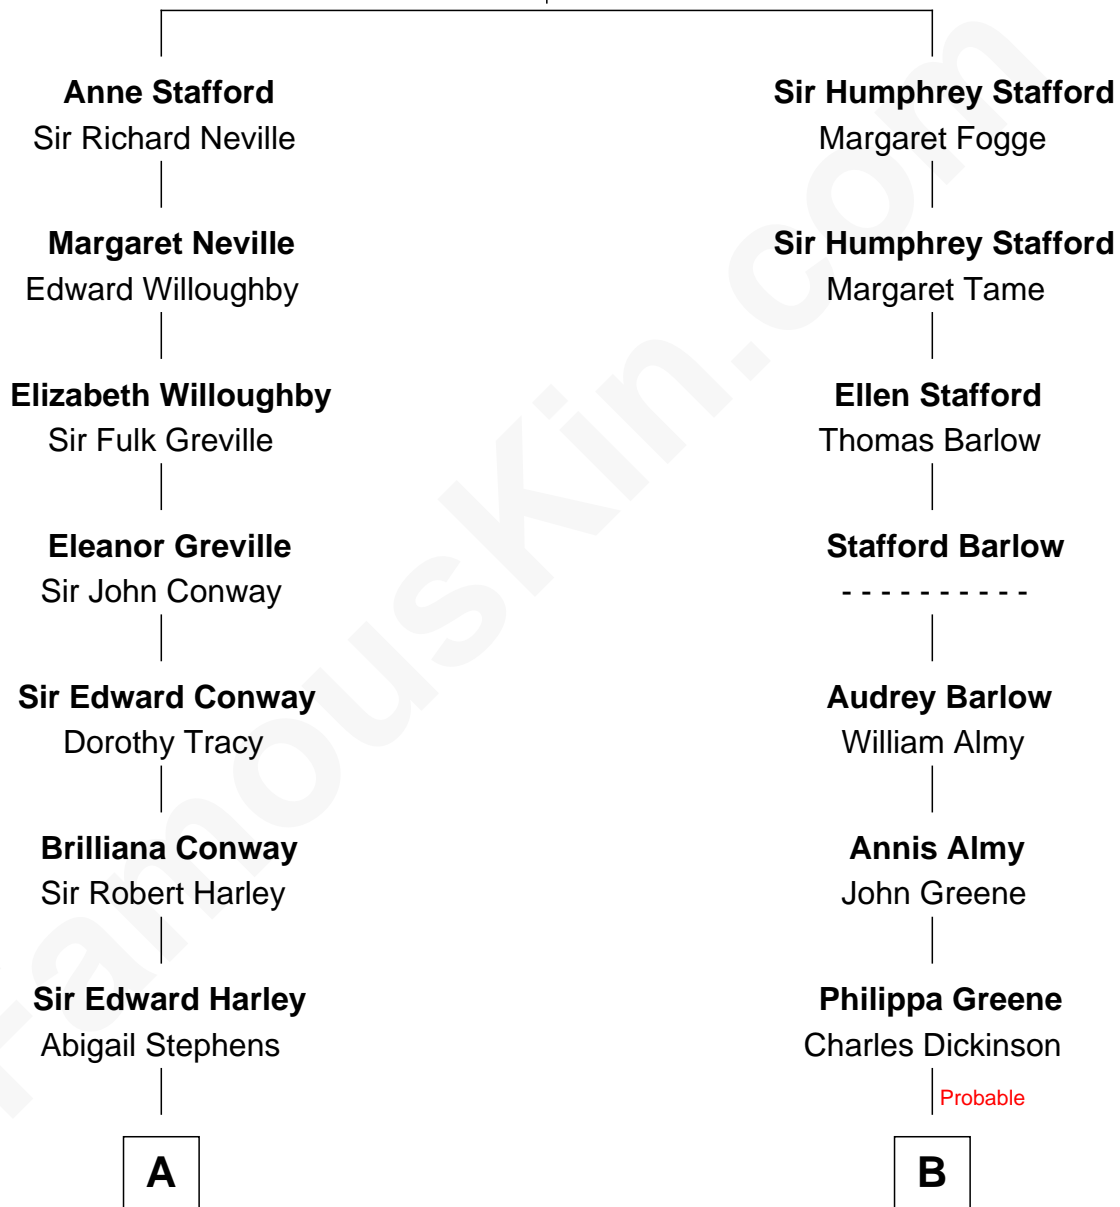 Anne Stafford
Sir Richard Neville
Margaret Neville
Edward Willoughby
Elizabeth Willoughby
Sir Fulk Greville
Eleanor Greville
Sir John Conway
Sir Edward Conway
Dorothy Tracy
Brilliana Conway
Sir Robert Harley
Sir Edward Harley
Abigail Stephens
A
Sir Humphrey Stafford
Margaret Fogge
Sir Humphrey Stafford
Margaret Tame
Ellen Stafford
Thomas Barlow
Stafford Barlow
- - - - - - - - - -
Audrey Barlow
William Almy
Annis Almy
John Greene
Philippa Greene
Charles Dickinson
Probable
B
FamousKin.com